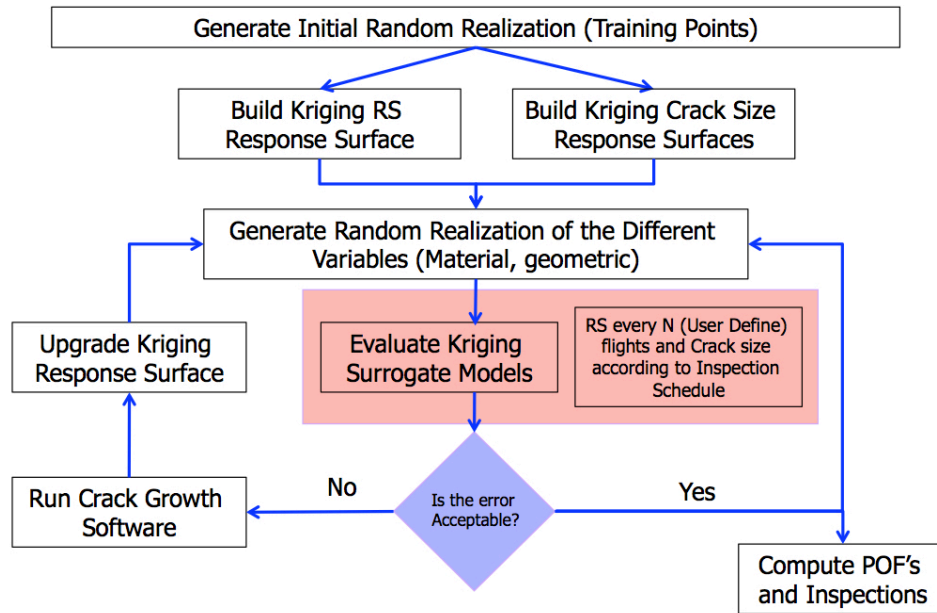 Generate Initial Random Realization (Training Points)
Build Kriging RS
Response Surface
Build Kriging Crack Size
Response Surfaces
Generate Random Realization of the Different
Variables (Material, geometric)
Evaluate Kriging
Surrogate Models
RS every N (User Define)
flights and Crack size
according to Inspection
Schedule
Upgrade Kriging
Response Surface
Is the error
Acceptable?
No
Yes
Run Crack Growth
Software
Compute POF's
and Inspections